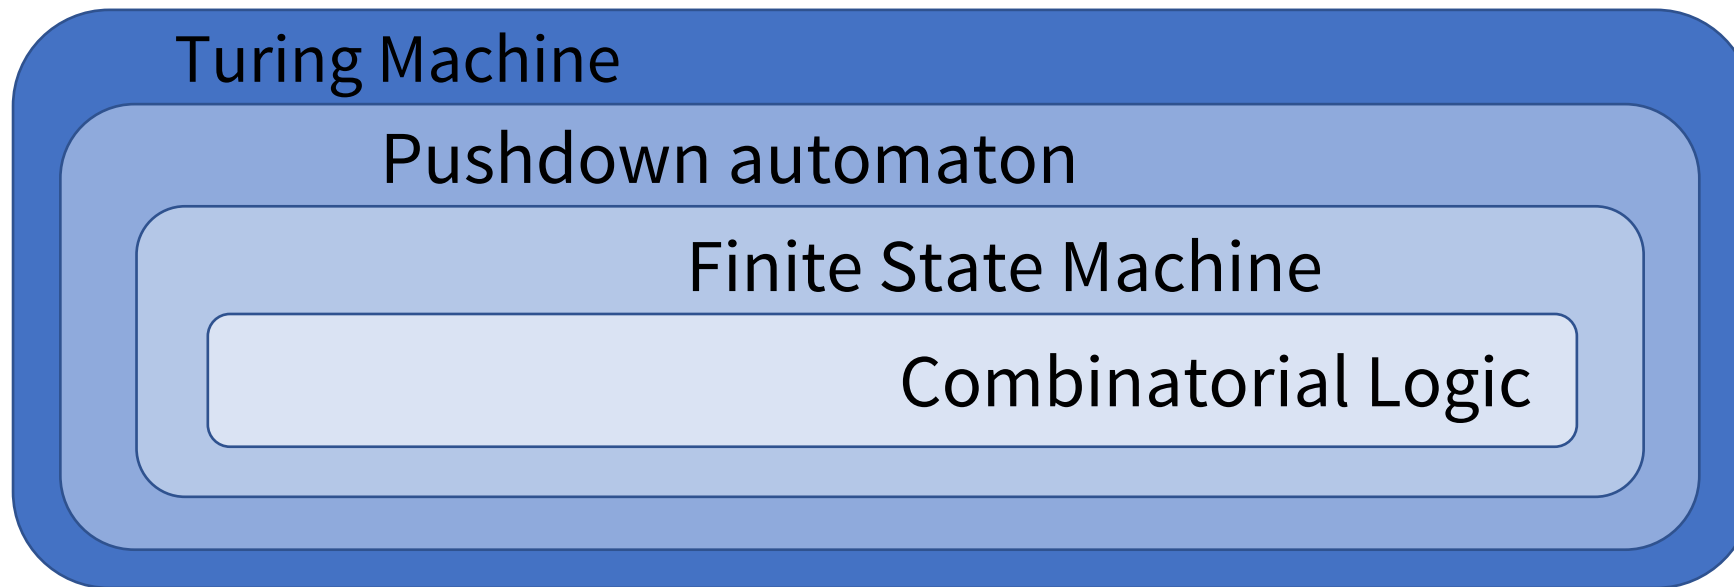 Turing Machine
Pushdown automaton
Finite State Machine
Combinatorial Logic